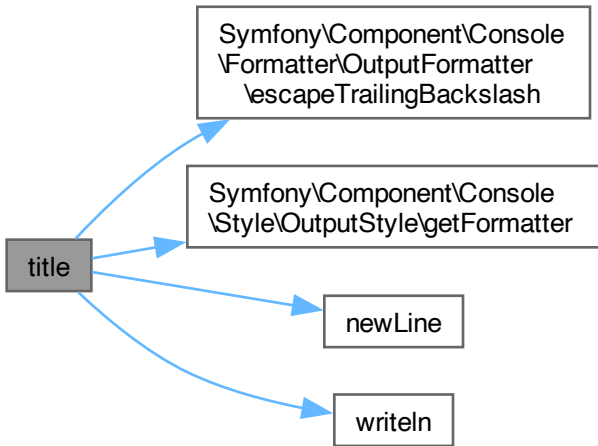 Symfony\Component\Console
\Formatter\OutputFormatter
\escapeTrailingBackslash
Symfony\Component\Console
\Style\OutputStyle\getFormatter
title
newLine
writeln